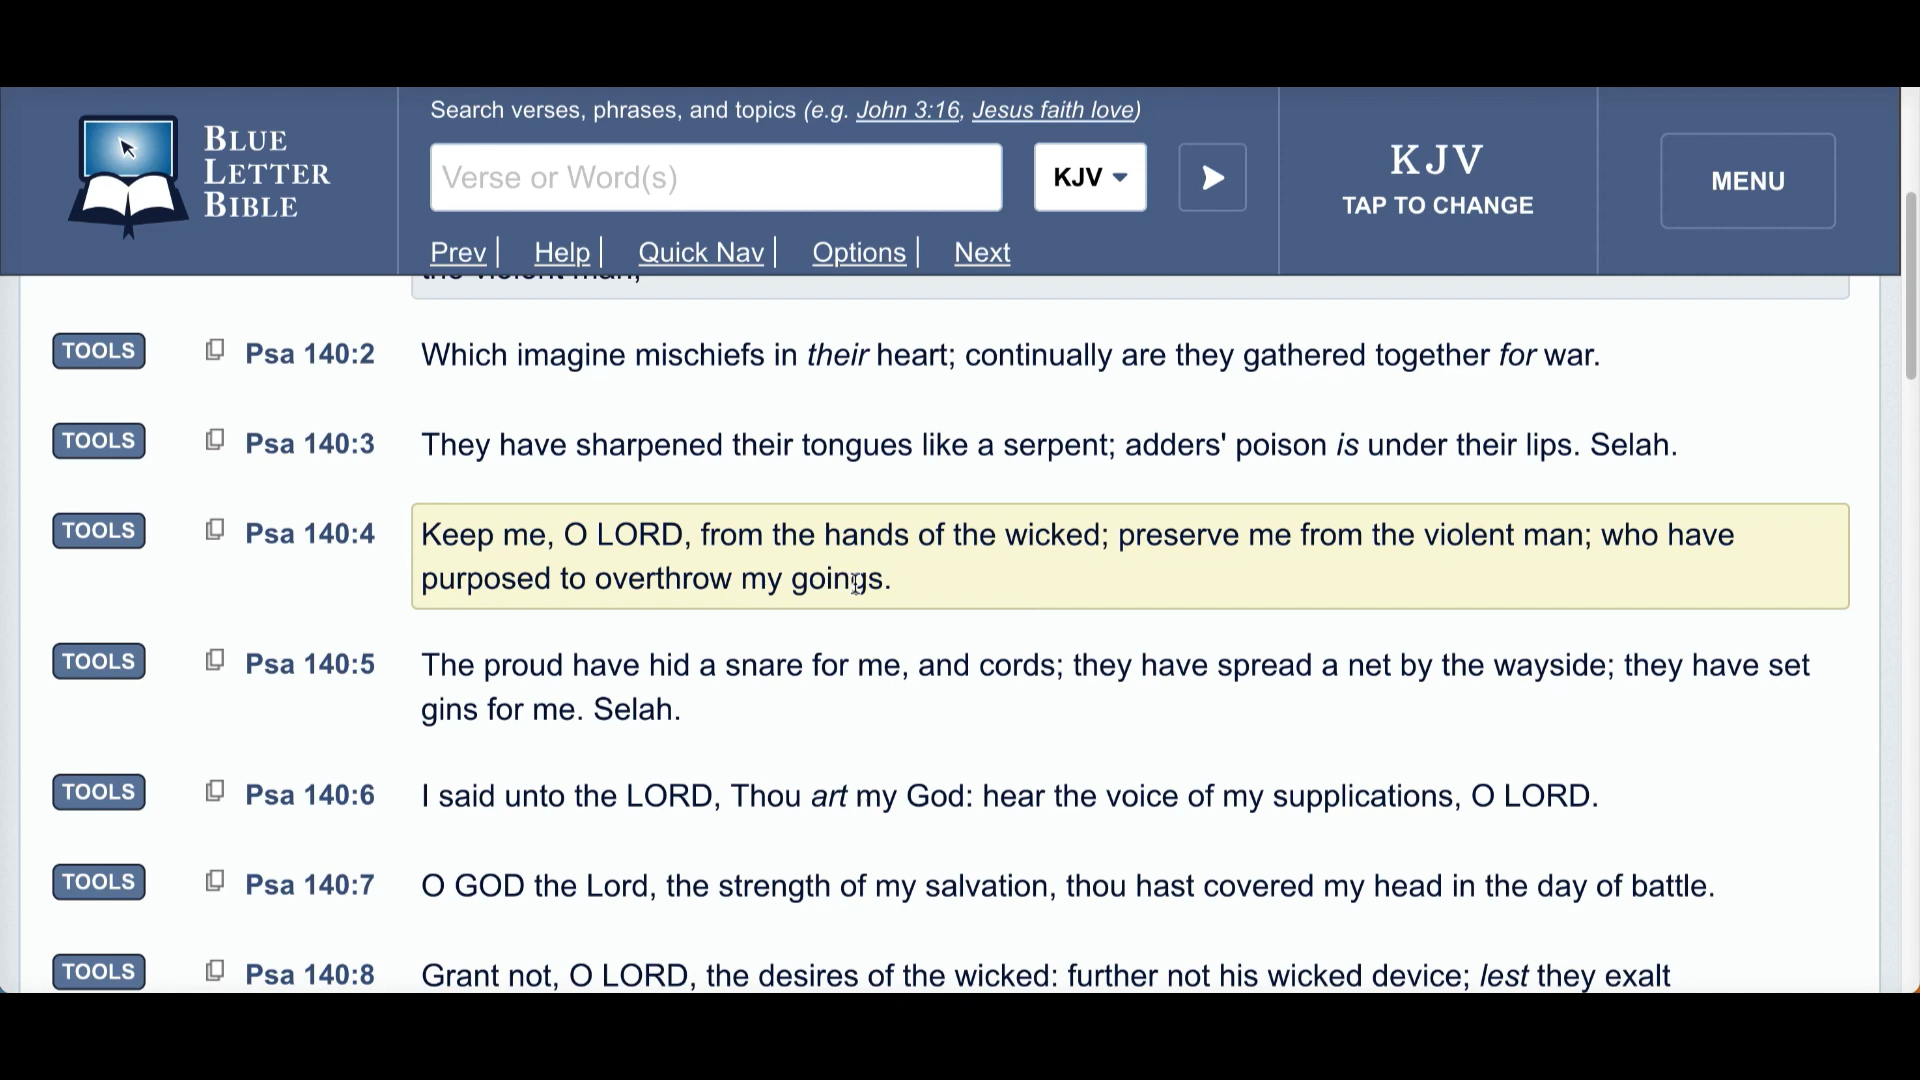 BLUE
LETTER
BIBLE
Search verses, phrases, and topics (e.g. John 3:16, Jesus faith love)
Verse or Word(s)
KJV
KJV
TAP TO CHANGE
MENU
Prev | Help | Quick Nav | Options | Next
the violent man;
TOOLS Psa 140:2 Which imagine mischiefs in their heart; continually are they gathered together for war.
TOOLS Psa 140:3 They have sharpened their tongues like a serpent; adders' poison is under their lips. Selah.
TOOLS Psa 140:4 Keep me, O LORD, from the hands of the wicked; preserve me from the violent man; who have
purposed to overthrow my goings.
TOOLS Psa 140:5 The proud have hid a snare for me, and cords; they have spread a net by the wayside; they have set
gins for me. Selah.
TOOLS Psa 140:6 I said unto the LORD, Thou art my God: hear the voice of my supplications, O LORD.
TOOLS Psa 140:7 O GOD the Lord, the strength of my salvation, thou hast covered my head in the day of battle.
TOOLS Psa 140:8 Grant not, O LORD, the desires of the wicked: further not his wicked device; lest they exalt